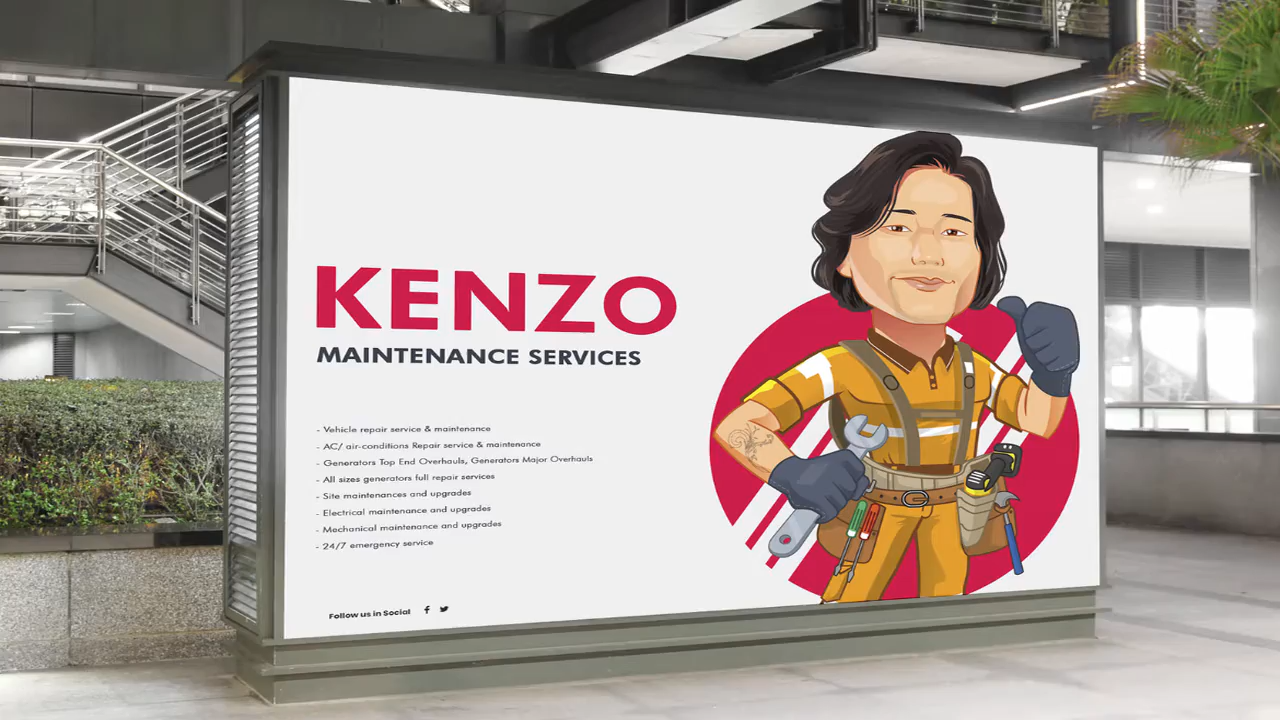 KENZO
MAINTENANCE SERVICES
- Vehicle repair service & maintenance
- AC/ air-conditions Repair service & maintenance
- Generators Top End Overhauls, Generators Major Overhauls
- All sizes generators full repair services
- Site maintenances and upgrades
- Electrical maintenance and upgrades
- Mechanical maintenance and upgrades
- 24/7 emergency service
Follow us in Social